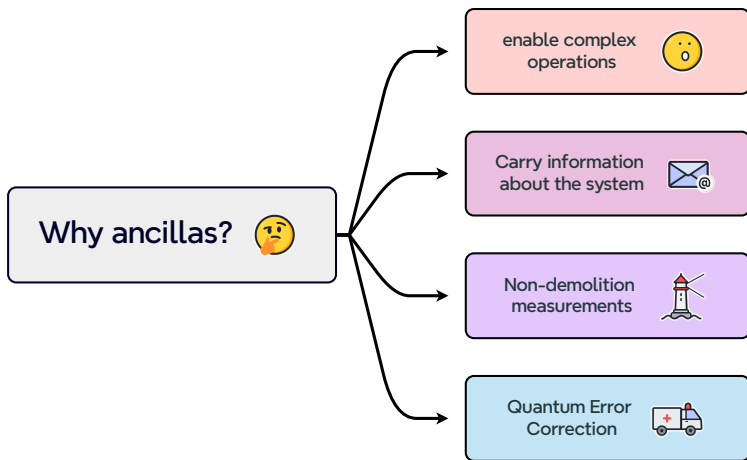 Why ancillas?
enable complex
operations
Carry information
about the system
@
Non-demolition
measurements
Quantum Error
Correction